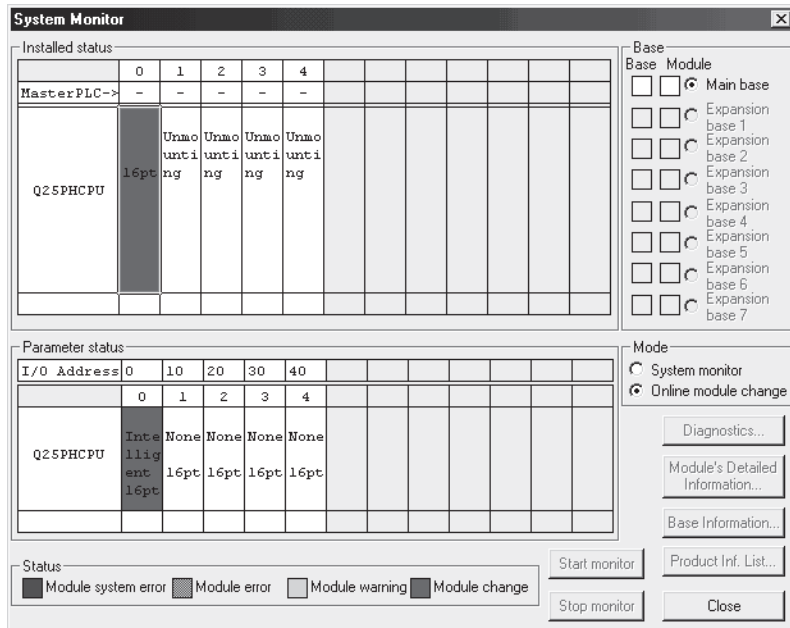 System Monitor
Installed status
0 1 2 3 4
MasterPLC-> - - - - -
Q25PHCPU
16pt
Unmo
unti
ng
Unmo
unti
ng
Unmo
unti
ng
Unmo
unti
ng
Base
Base Module
Main base
Expansion
base 1
Expansion
base 2
Expansion
base 3
Expansion
base 4
Expansion
base 5
Expansion
base 6
Expansion
base 7
Parameter status
I/O Address 0 10 20 30 40
0 1 2 3 4
Q25PHCPU
Inte
llig
ent
16pt
None
16pt
None
16pt
None
16pt
None
16pt
Mode
System monitor
Online module change
Diagnostics...
Module's Detailed
Information...
Base Information...
Product Inf. List...
Status
Module system error Module error Module warning Module change
Start monitor
Stop monitor
Close